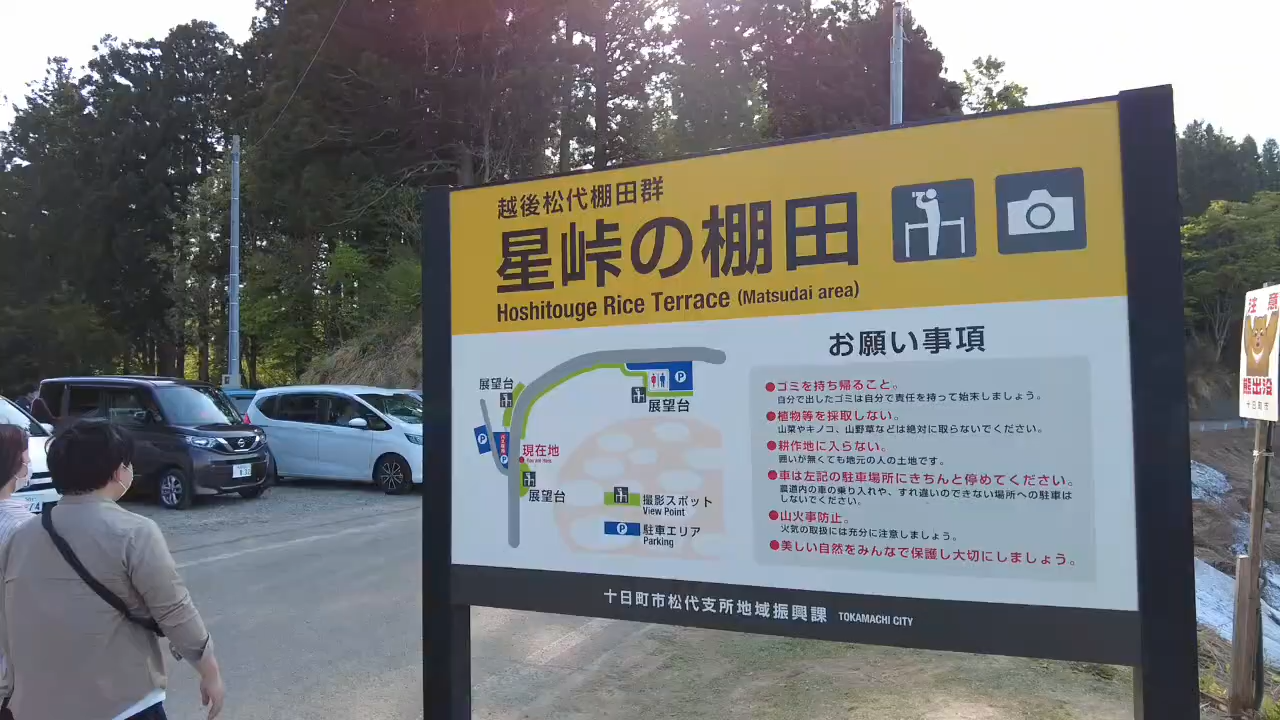 越後松代棚田群
星峠の棚田
Hoshitouge Rice Terrace (Matsudai area)
お願い事項
●ゴミを持ち帰ること。
自分で出したゴミは自分で責任を持って始末しましょう。
●植物等を採取しない。
山菜やキノコ、山野草などは絶対に取らないでください。
●耕作地に入らない。
囲いが無くても地元の人の土地です。
●車は左記の駐車場所にきちんと停めてください。
農道内の車の乗り入れや、すれ違いのできない場所への駐車は
しないでください。
●山火事防止。
火気の取扱には充分に注意しましょう。
●美しい自然をみんなで保護し大切にしましょう。
展望台
P
展望台
P
P
現在地
You are Here
展望台
撮影スポット
View Point
P
駐車エリア
Parking
十日町市松代支所地域振興課 TOKAMACHI CITY
注意
熊出没
十日町市